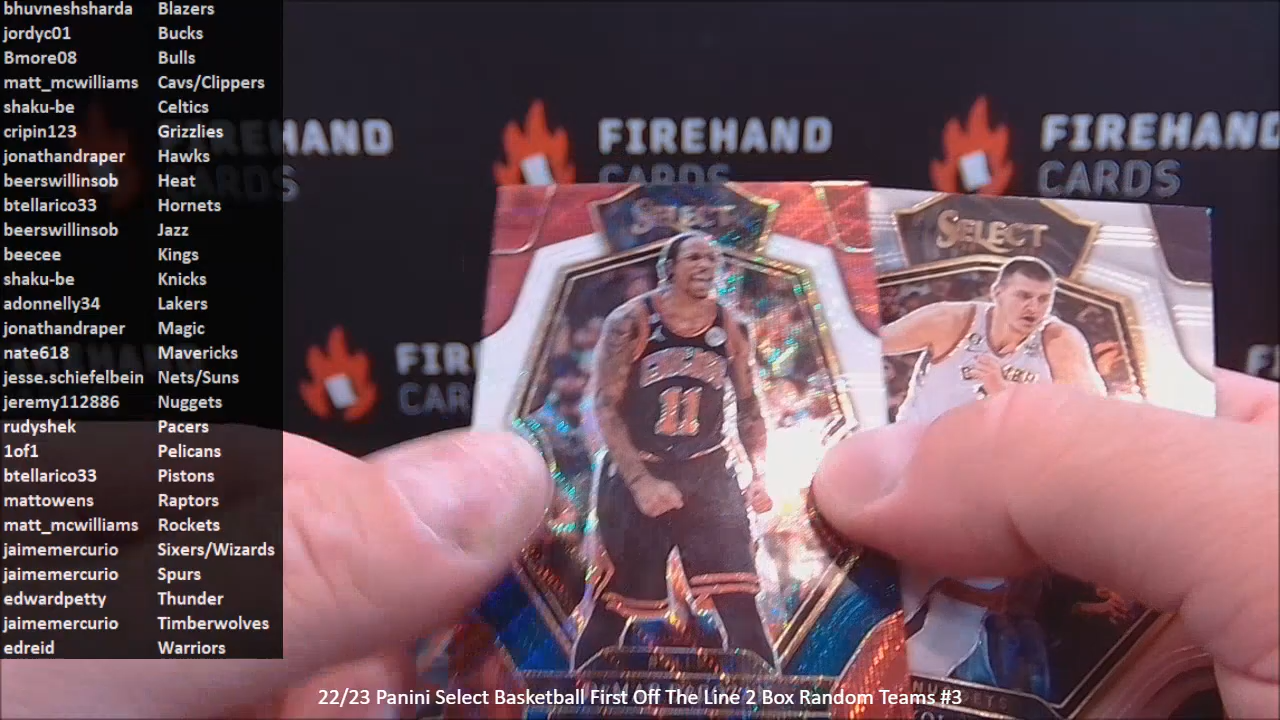 bhuvneshsharda Blazers
jordyc01 Bucks
Bmore08 Bulls
matt_mcwilliams Cavs/Clippers
shaku-be Celtics
cripin123 Grizzlies
jonathandraper Hawks
beerswillinsob Heat
btellarico33 Hornets
beerswillinsob Jazz
beecee Kings
shaku-be Knicks
adonnelly34 Lakers
jonathandraper Magic
nate618 Mavericks
jesse.schiefelbein Nets/Suns
jeremy112886 Nuggets
rudyshek Pacers
1of1 Pelicans
btellarico33 Pistons
mattowens Raptors
matt_mcwilliams Rockets
jaimemercurio Sixers/Wizards
jaimemercurio Spurs
edwardpetty Thunder
jaimemercurio Timberwolves
edreid Warriors
FIREHAND
CARDS
FIREHAND
CARDS
FIREHAND
CARDS
SELECT
SELECT
11
22/23 Panini Select Basketball First Off The Line 2 Box Random Teams #3